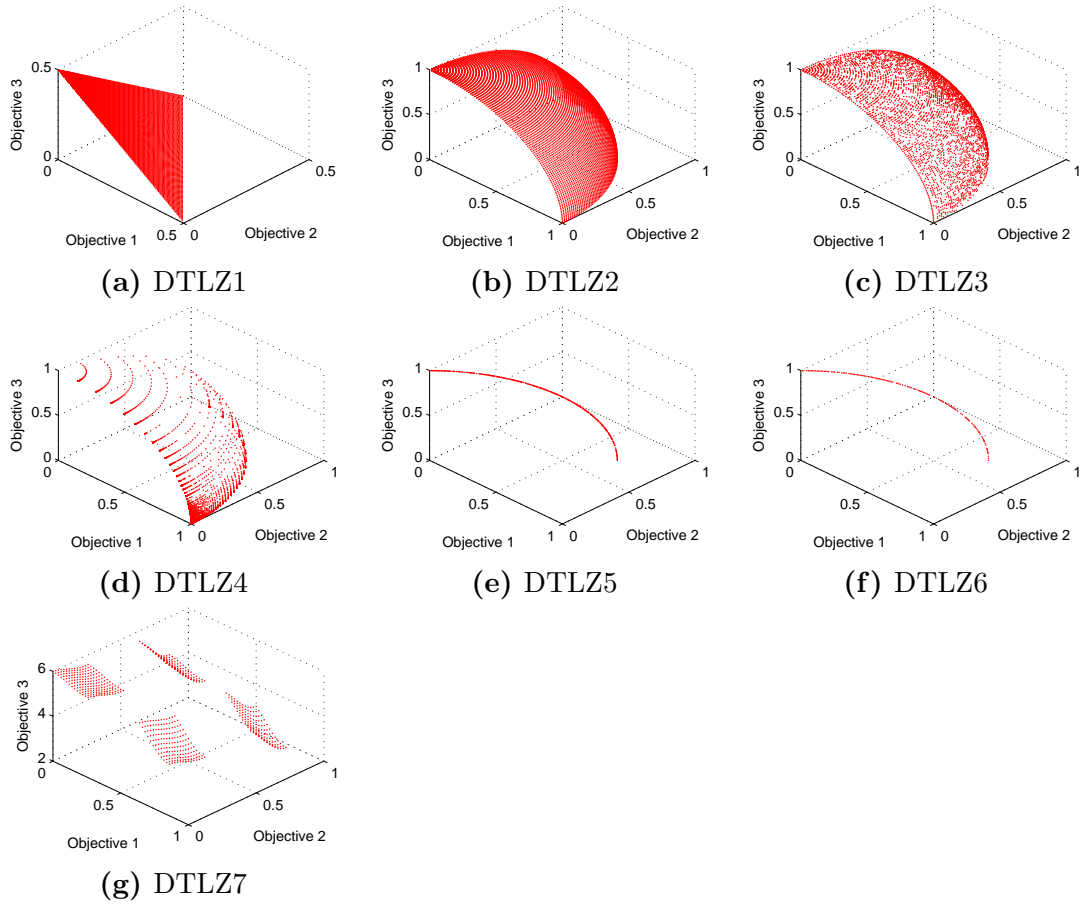 0.5
0
0
0.5
0
0.5
Objective 1
Objective 2
Objective 3
(a) DTLZ1
1
0.5
0
0
0.5
1
0
0.5
1
Objective 1
Objective 2
Objective 3
(b) DTLZ2
1
0.5
0
0
0.5
1
0
0.5
1
Objective 1
Objective 2
Objective 3
(c) DTLZ3
1
0.5
0
0
0.5
1
0
0.5
1
Objective 1
Objective 2
Objective 3
(d) DTLZ4
1
0.5
0
0
0.5
1
0
0.5
1
Objective 1
Objective 2
Objective 3
(e) DTLZ5
1
0.5
0
0
0.5
1
0
0.5
1
Objective 1
Objective 2
Objective 3
(f) DTLZ6
6
4
2
0
0.5
1
0
0.5
1
Objective 1
Objective 2
Objective 3
(g) DTLZ7